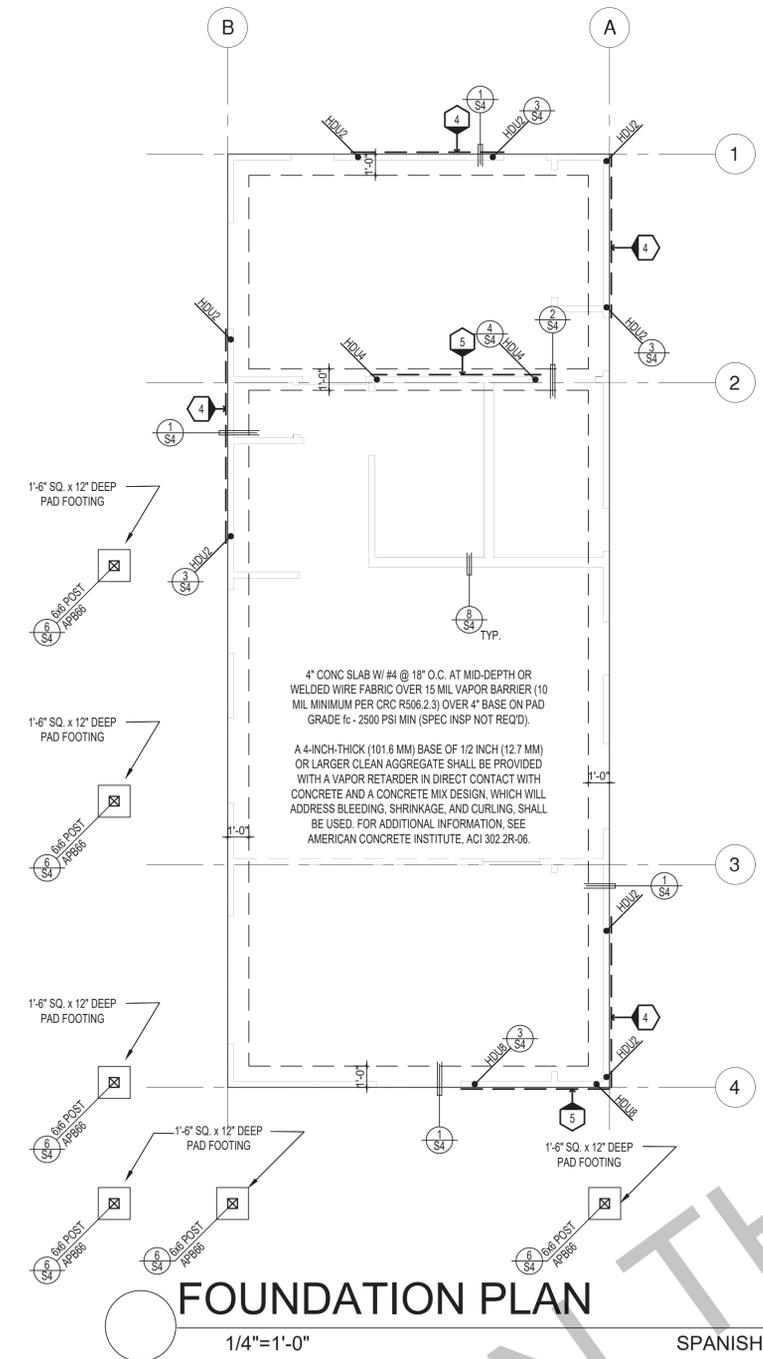 B
A
1
S4
3
S4
4
HDU2
HDU2
HDU2
1
1'-0"
4
HDU2
3
S4
HDU2
2
S4
4
S4
5
HDU4
HDU4
1'-0"
2
4
1
S4
1'-6" SQ. x 12" DEEP
PAD FOOTING
HDU2
3
S4
6x6 POST
APB66
6
S4
8
S4
TYP.
4" CONC SLAB W/ #4 @ 18" O.C. AT MID-DEPTH OR
WELDED WIRE FABRIC OVER 15 MIL VAPOR BARRIER (10
MIL MINIMUM PER CRC R506.2.3) OVER 4" BASE ON PAD
GRADE fc - 2500 PSI MIN (SPEC INSP NOT REQ'D).
A 4-INCH-THICK (101.6 MM) BASE OF 1/2 INCH (12.7 MM)
OR LARGER CLEAN AGGREGATE SHALL BE PROVIDED
WITH A VAPOR RETARDER IN DIRECT CONTACT WITH
CONCRETE AND A CONCRETE MIX DESIGN, WHICH WILL
ADDRESS BLEEDING, SHRINKAGE, AND CURLING, SHALL
BE USED. FOR ADDITIONAL INFORMATION, SEE
AMERICAN CONCRETE INSTITUTE, ACI 302.2R-06.
1'-6" SQ. x 12" DEEP
PAD FOOTING
6x6 POST
APB66
6
S4
1'-0"
1'-0"
3
1
S4
HDU2
1'-6" SQ. x 12" DEEP
PAD FOOTING
4
3
S4
HDU8
HDU2
1'-0"
4
HDU8
5
6x6 POST
APB66
6
S4
1
S4
1'-6" SQ. x 12" DEEP
PAD FOOTING
1'-6" SQ. x 12" DEEP
PAD FOOTING
6x6 POST
APB66
6
S4
6x6 POST
APB66
6
S4
6x6 POST
APB66
6
S4
FOUNDATION PLAN
1/4"=1'-0"
SPANISH